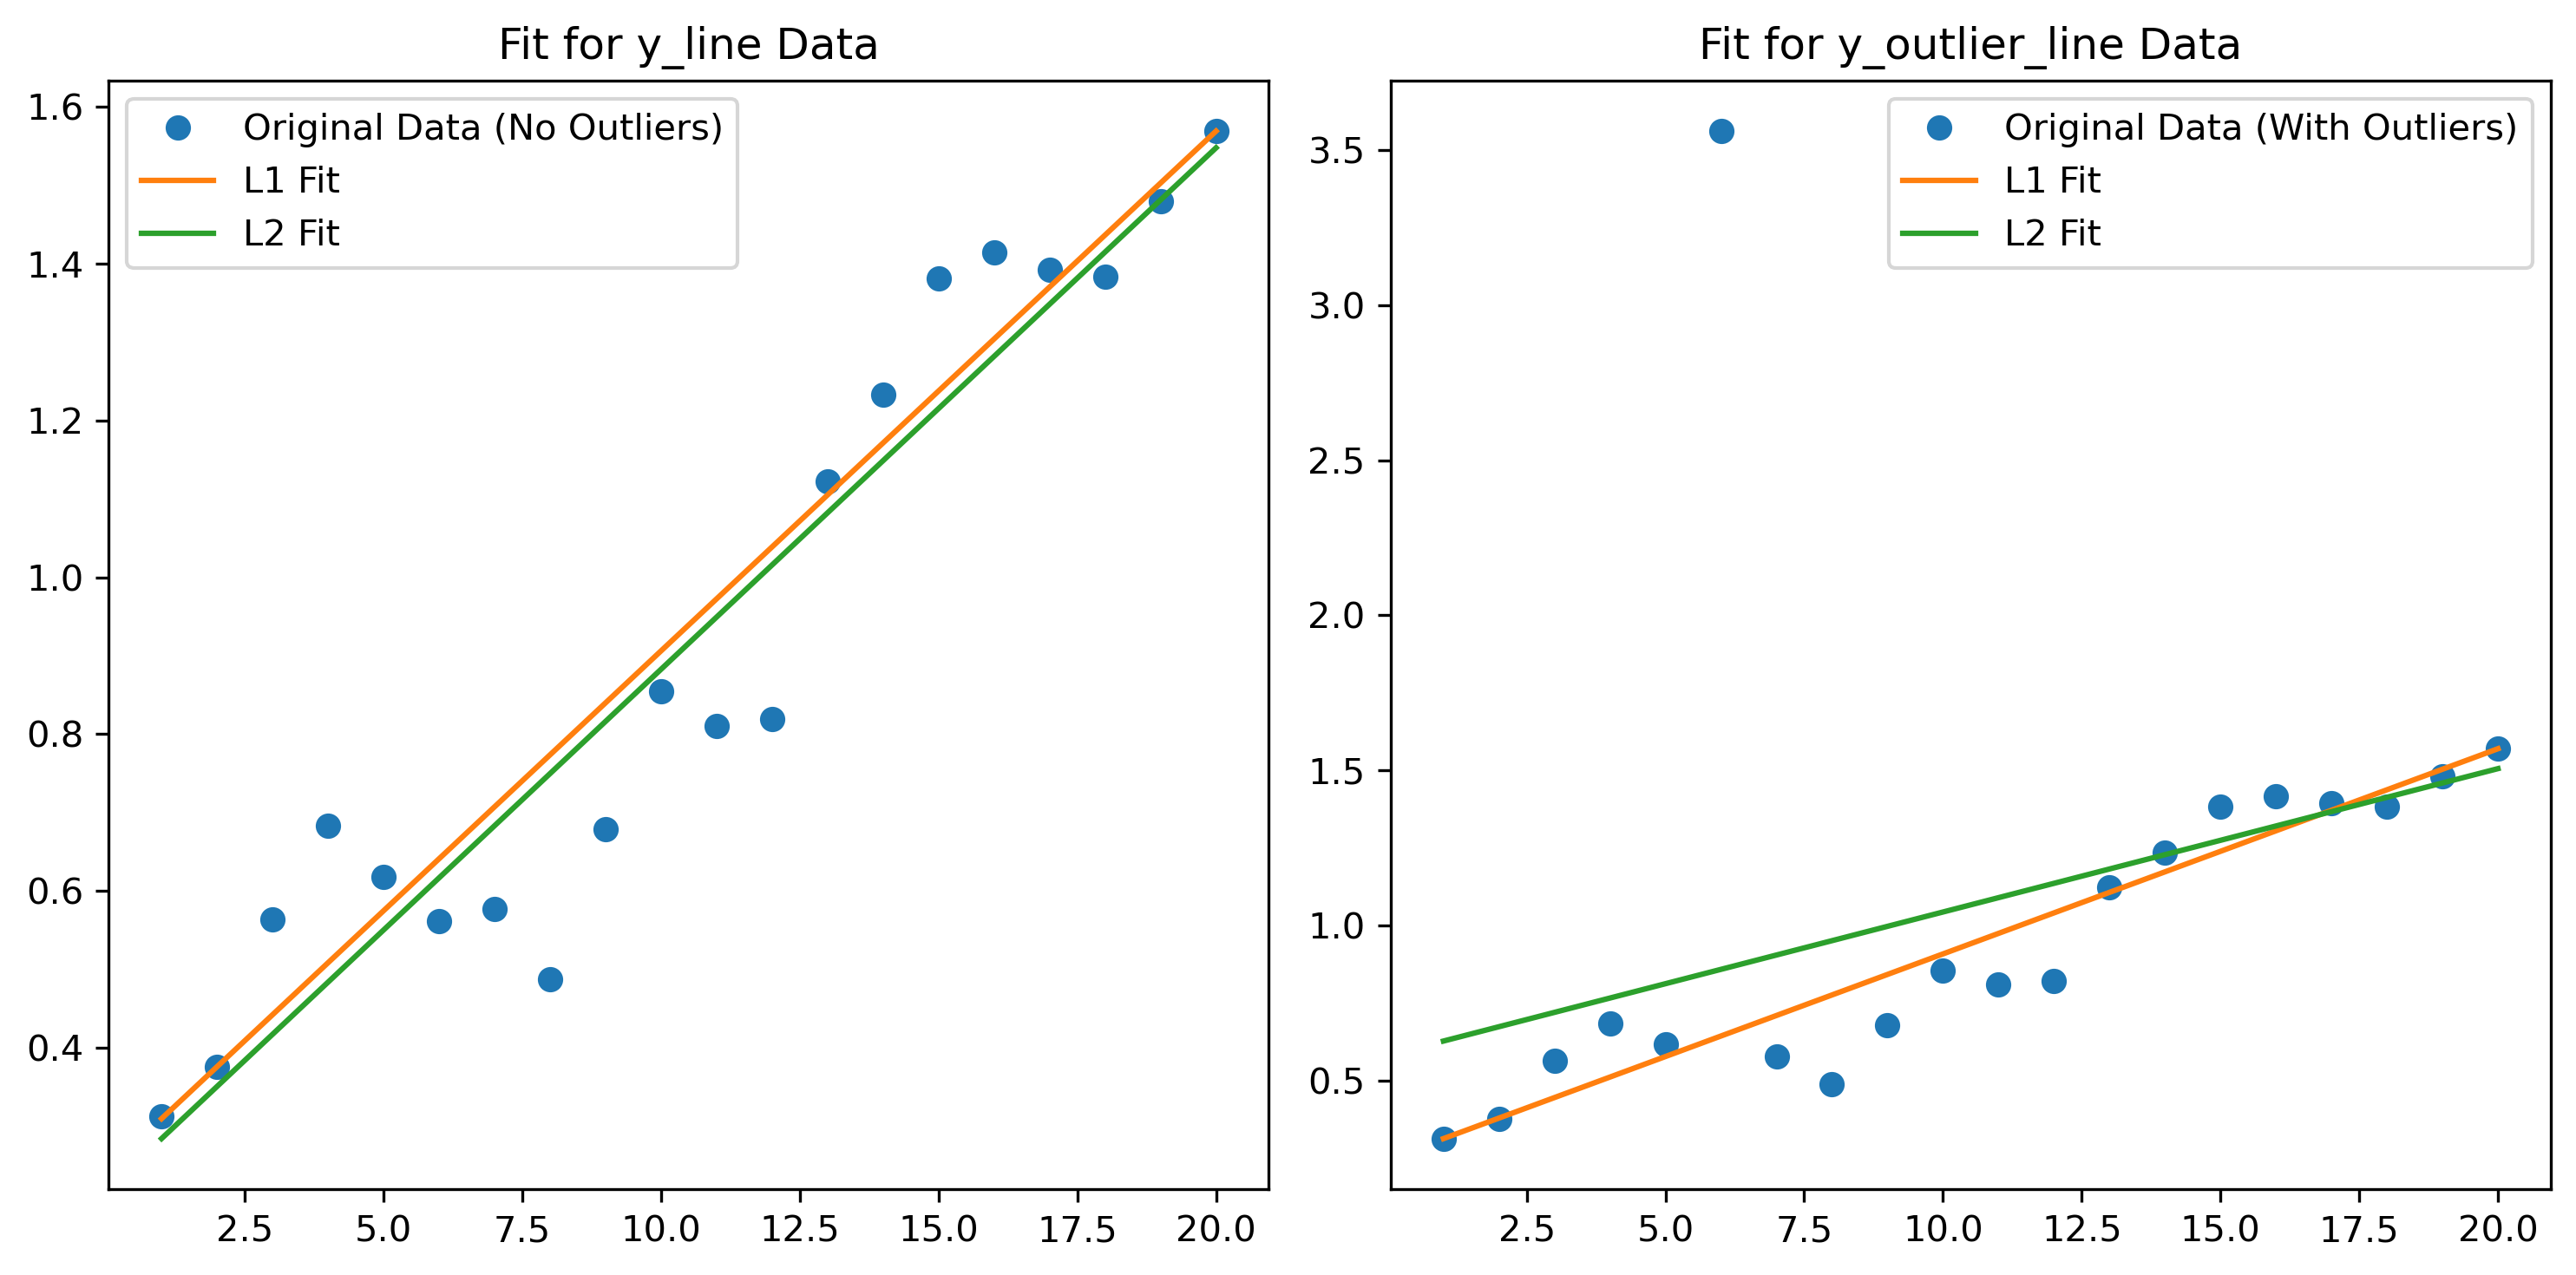 Fit for y_line Data
1.6
1.4
1.2
1.0
0.8
0.6
0.4
Original Data (No Outliers)
L1 Fit
L2 Fit
2.5 5.0 7.5 10.0 12.5 15.0 17.5 20.0
Fit for y_outlier_line Data
3.5
3.0
2.5
2.0
1.5
1.0
0.5
Original Data (With Outliers)
L1 Fit
L2 Fit
2.5 5.0 7.5 10.0 12.5 15.0 17.5 20.0